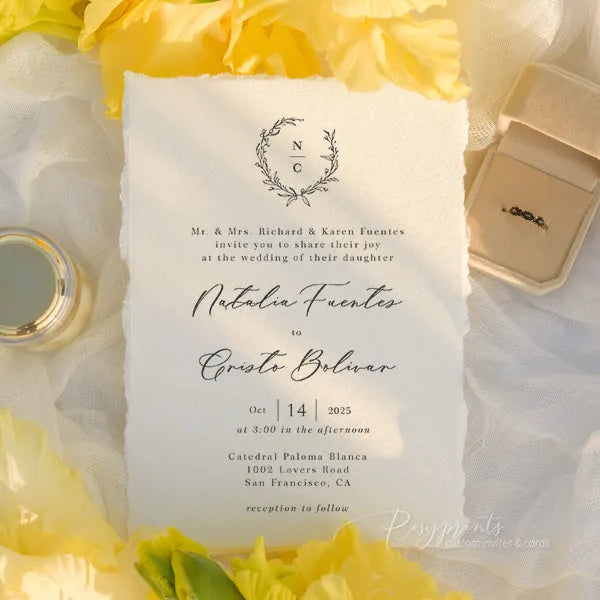 N
C
Mr. & Mrs. Richard & Karen Fuentes
invite you to share their joy
at the wedding of their daughter
Natalia Fuentes
to
Cristo Bolivar
Oct | 14 | 2025
at 3:00 in the afternoon
Catedral Paloma Blanca
1002 Lovers Road
San Francisco, CA
reception to follow
Rosyprints
custom invites & cards